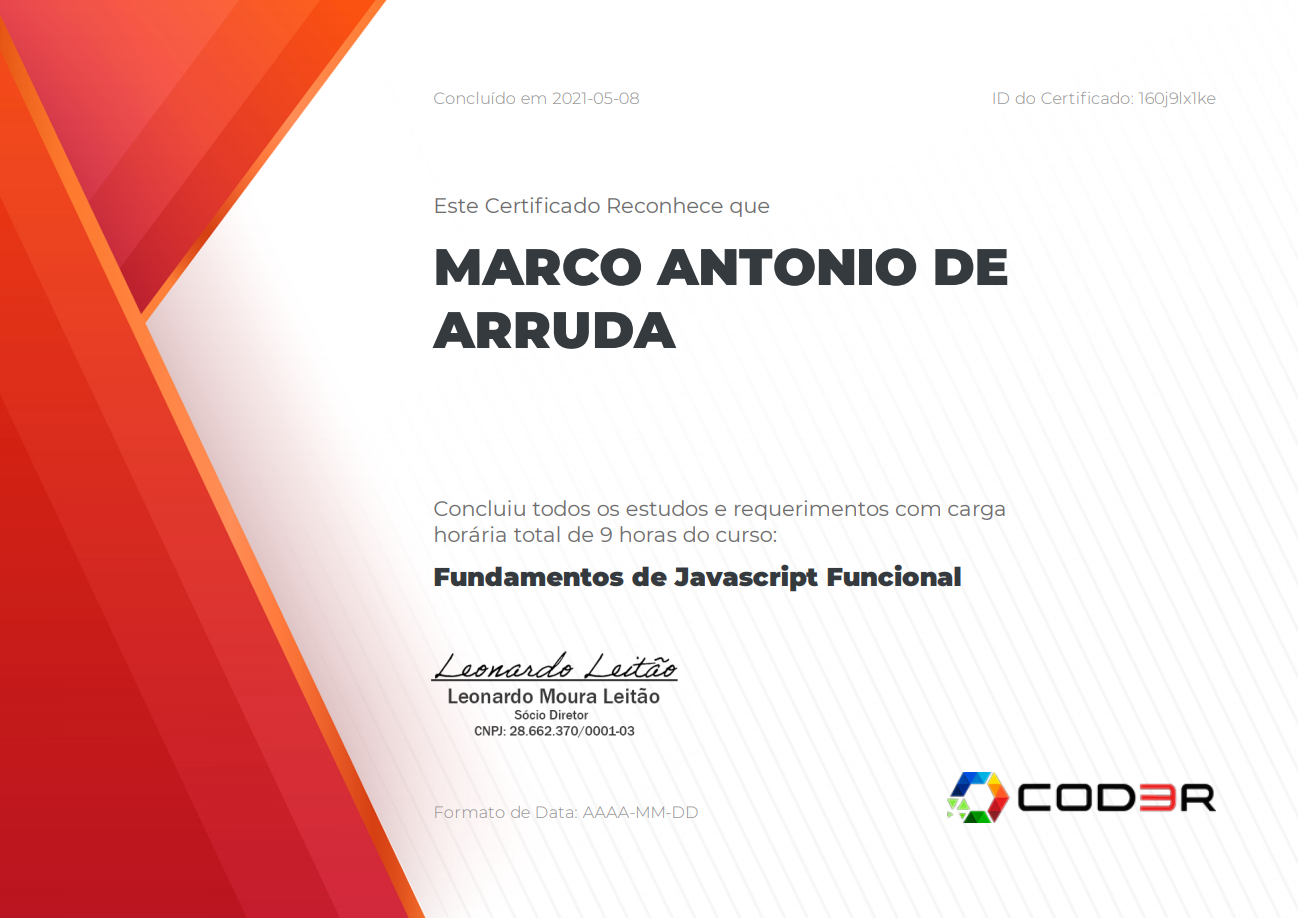 Concluído em 2021-05-08
ID do Certificado: 160j9lx1ke
Este Certificado Reconhece que
MARCO ANTONIO DE
ARRUDA
Concluiu todos os estudos e requerimentos com carga
horária total de 9 horas do curso:
Fundamentos de Javascript Funcional
Leonardo Leitão
Leonardo Moura Leitão
Sócio Diretor
CNPJ: 28.662.370/0001-03
Formato de Data: AAAA-MM-DD
COD3R